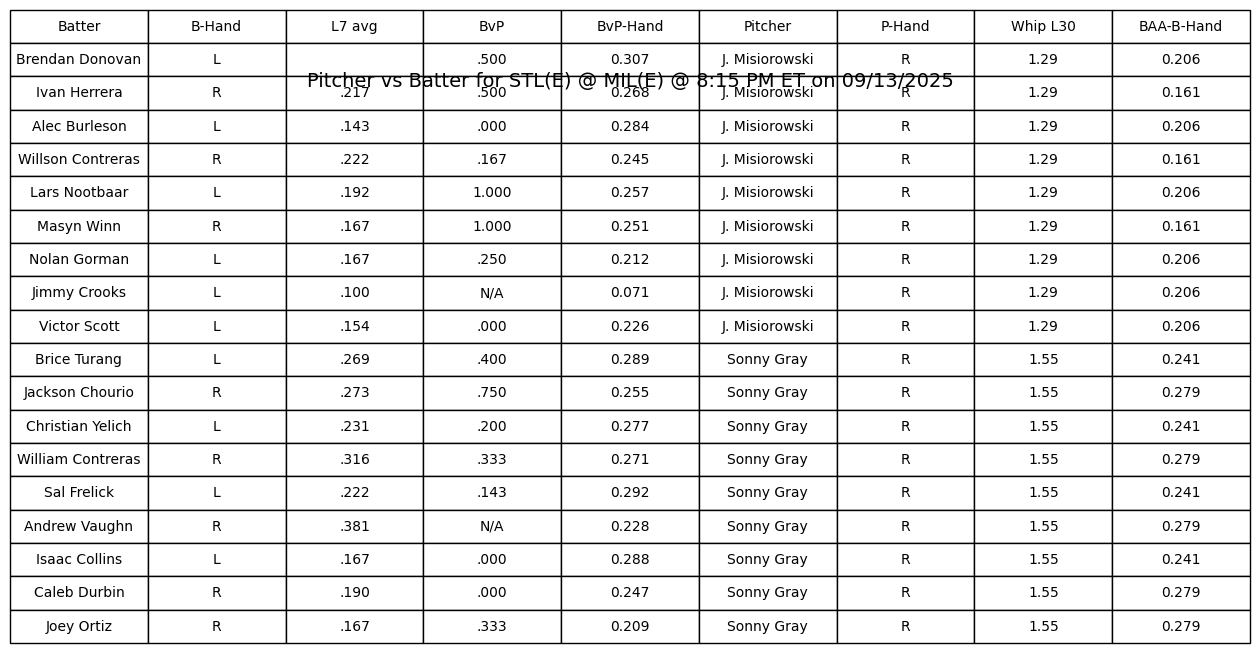 Batter B-Hand L7 avg BvP BvP-Hand Pitcher P-Hand Whip L30 BAA-B-Hand
Brendan Donovan L .500 0.307 J. Misiorowski R 1.29 0.206
Pitcher vs Batter for STL(E) @ MIL(E) @ 8:15 PM ET on 09/13/2025
Ivan Herrera R .217 .500 0.268 J. Misiorowski R 1.29 0.161
Alec Burleson L .143 .000 0.284 J. Misiorowski R 1.29 0.206
Willson Contreras R .222 .167 0.245 J. Misiorowski R 1.29 0.161
Lars Nootbaar L .192 1.000 0.257 J. Misiorowski R 1.29 0.206
Masyn Winn R .167 1.000 0.251 J. Misiorowski R 1.29 0.161
Nolan Gorman L .167 .250 0.212 J. Misiorowski R 1.29 0.206
Jimmy Crooks L .100 N/A 0.071 J. Misiorowski R 1.29 0.206
Victor Scott L .154 .000 0.226 J. Misiorowski R 1.29 0.206
Brice Turang L .269 .400 0.289 Sonny Gray R 1.55 0.241
Jackson Chourio R .273 .750 0.255 Sonny Gray R 1.55 0.279
Christian Yelich L .231 .200 0.277 Sonny Gray R 1.55 0.241
William Contreras R .316 .333 0.271 Sonny Gray R 1.55 0.279
Sal Frelick L .222 .143 0.292 Sonny Gray R 1.55 0.241
Andrew Vaughn R .381 N/A 0.228 Sonny Gray R 1.55 0.279
Isaac Collins L .167 .000 0.288 Sonny Gray R 1.55 0.241
Caleb Durbin R .190 .000 0.247 Sonny Gray R 1.55 0.279
Joey Ortiz R .167 .333 0.209 Sonny Gray R 1.55 0.279